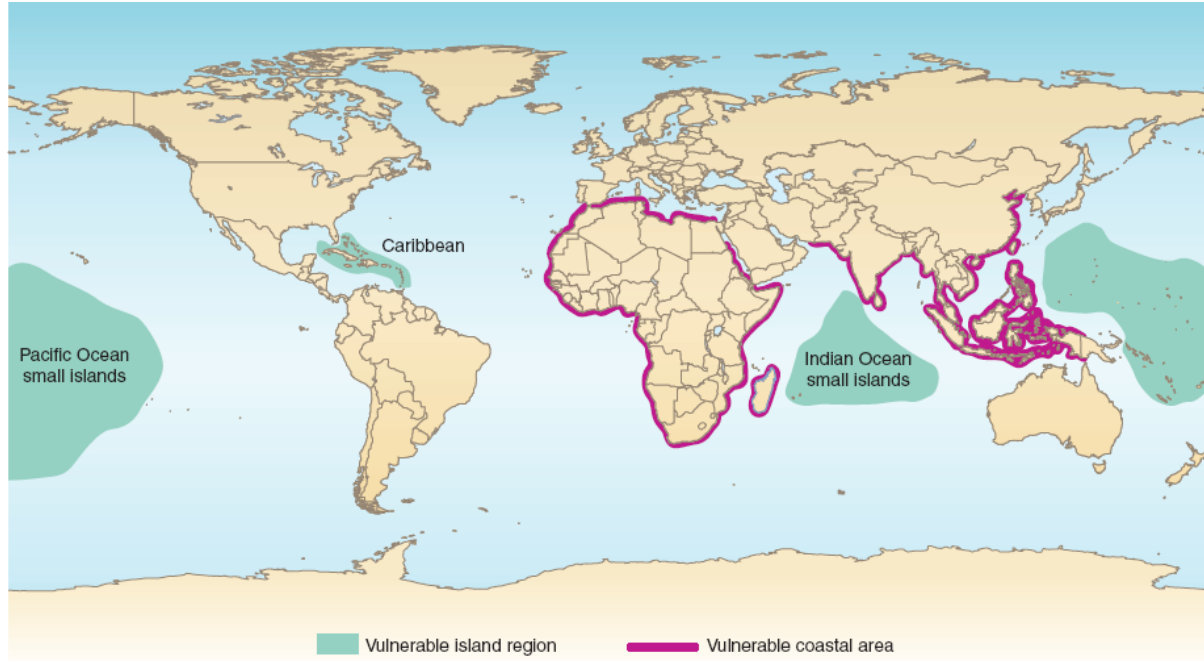 Caribbean
Pacific Ocean
small islands
Indian Ocean
small islands
Vulnerable island region
Vulnerable coastal area